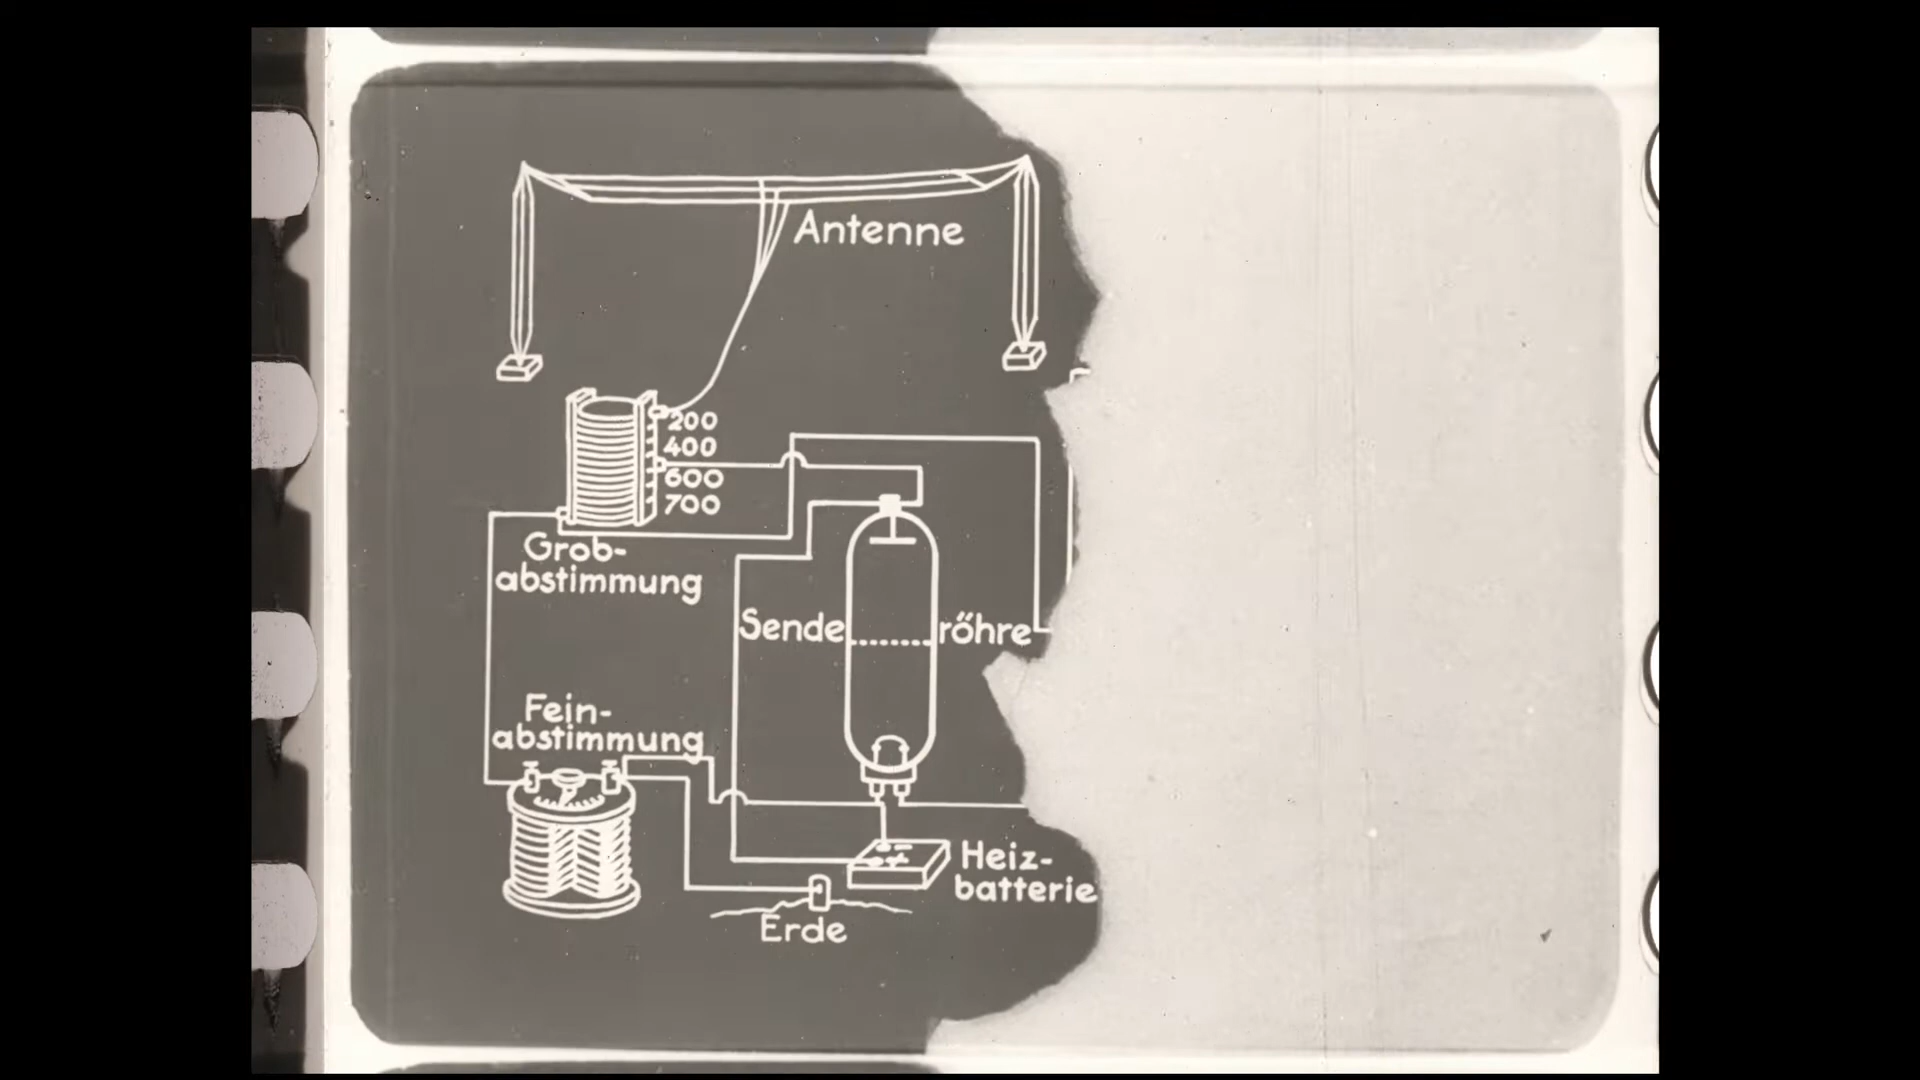 Antenne
200
400
600
700
Grob-
abstimmung
Sende röhre
Fein-
abstimmung
Heiz-
batterie
Erde